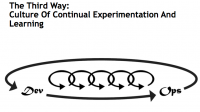 The Third Way:
Culture Of Continual Experimentation And
Learning
Dev
Ops